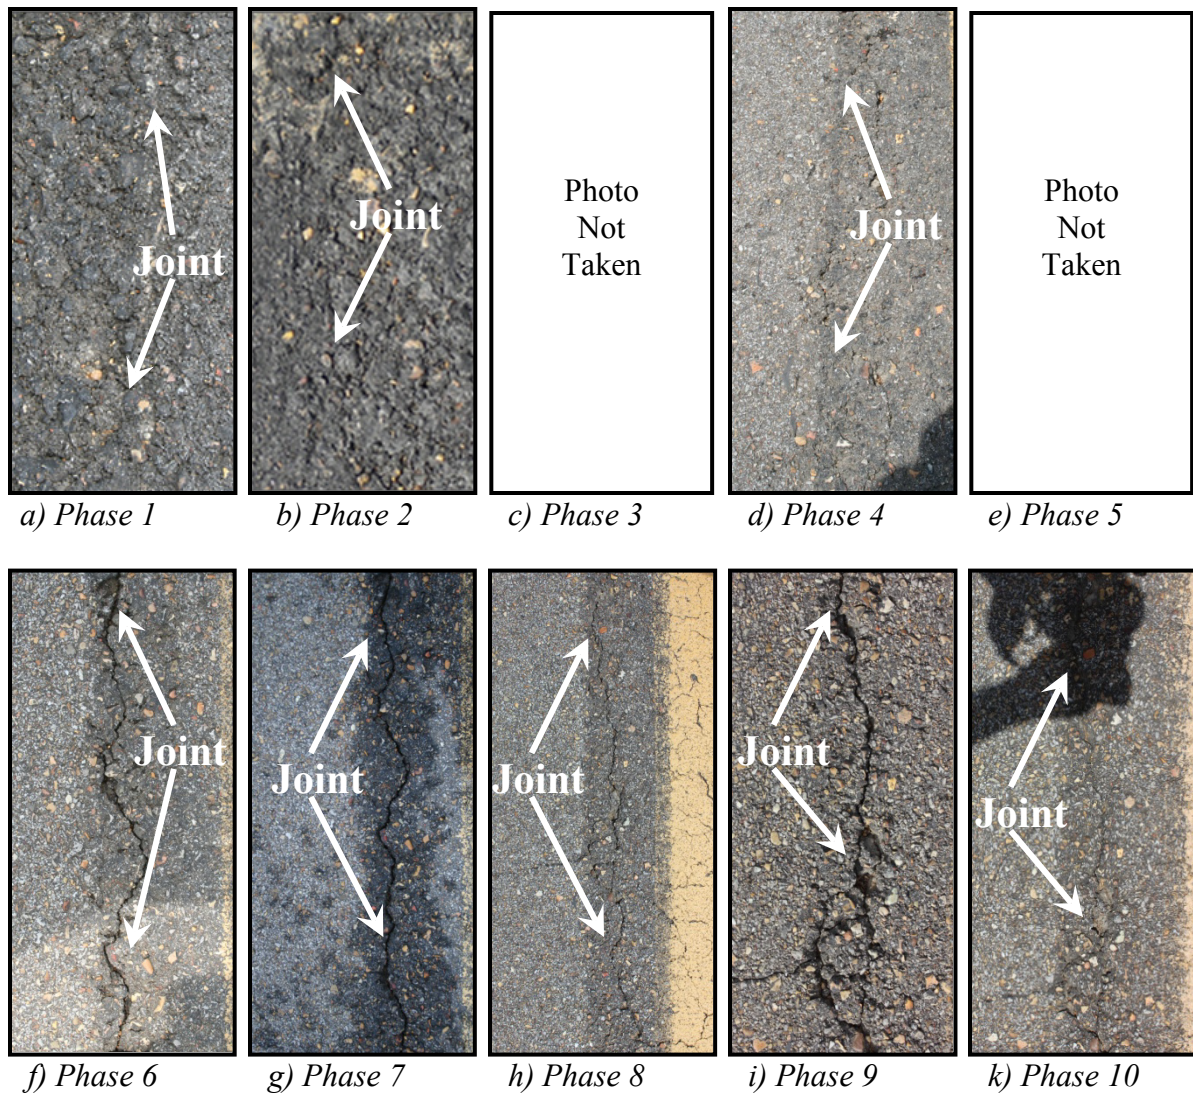 Joint
Joint
Photo
Not
Taken
Joint
Photo
Not
Taken
a) Phase 1
b) Phase 2
c) Phase 3
d) Phase 4
e) Phase 5
Joint
Joint
Joint
Joint
Joint
f) Phase 6
g) Phase 7
h) Phase 8
i) Phase 9
k) Phase 10